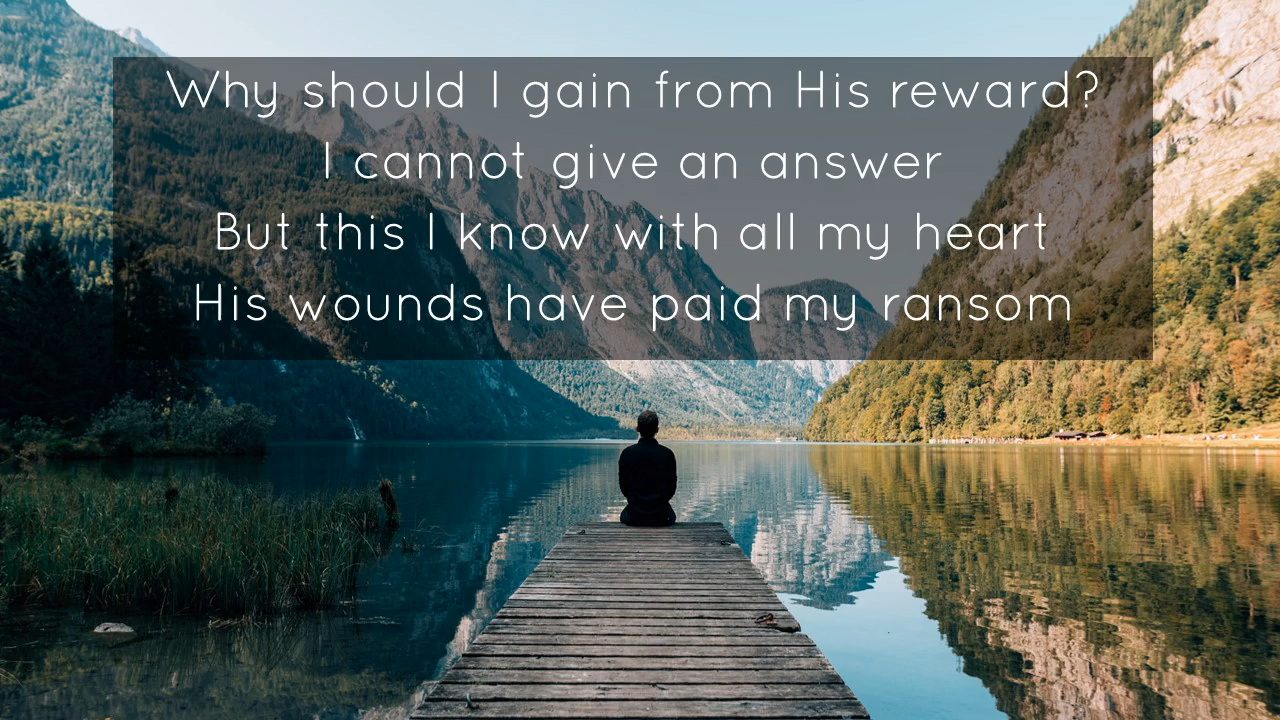 Why should I gain from His reward?
I cannot give an answer
But this I know with all my heart
His wounds have paid my ransom